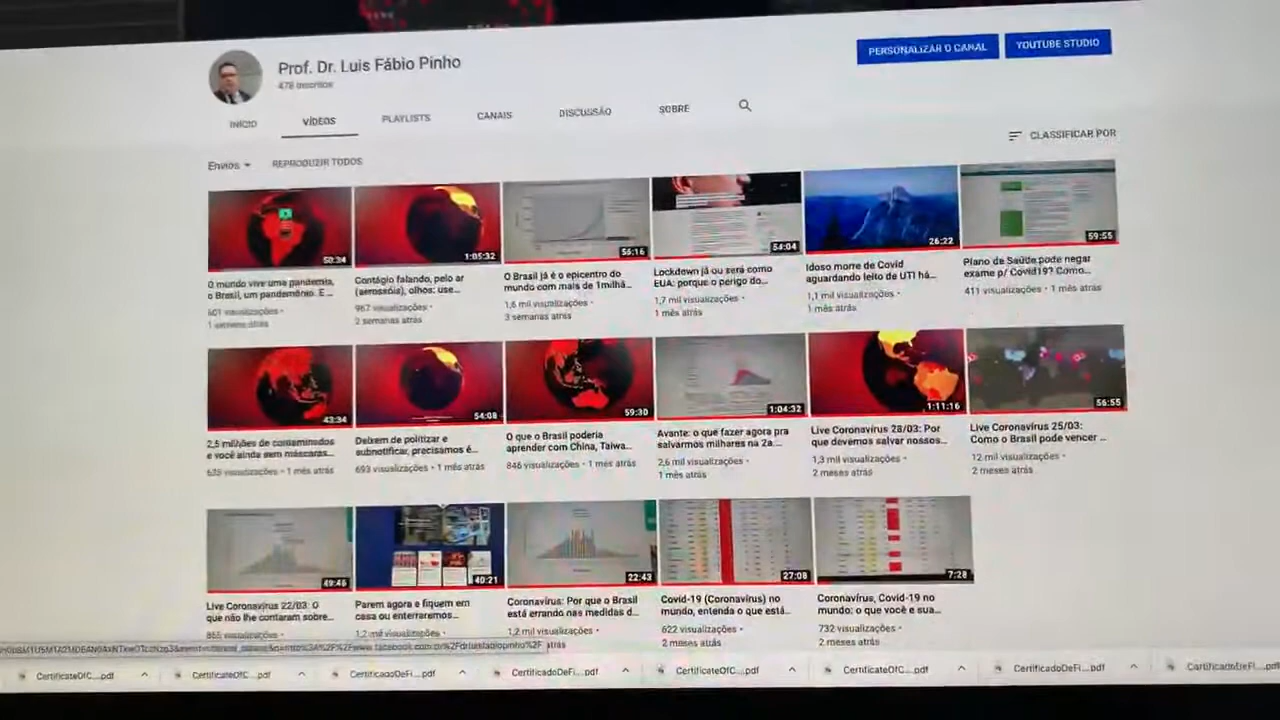 Prof. Dr. Luis Fábio Pinho
478 inscritos
PERSONALIZAR O CANAL
YOUTUBE STUDIO
INÍCIO
VÍDEOS
PLAYLISTS
CANAIS
DISCUSSÃO
SOBRE
Envios
REPRODUZIR TODOS
CLASSIFICAR POR
50:34
1:05:32
56:16
54:04
26:22
59:55
O mundo vive uma pandemia,
o Brasil, um pandemônio. E ...
601 visualizações •
1 semana atrás
Contágio falando, pelo ar
(aerossóis), olhos: use...
967 visualizações •
2 semanas atrás
O Brasil já é o epicentro do
mundo com mais de 1milhã...
1,6 mil visualizações •
3 semanas atrás
Lockdown já ou será como
EUA: porque o perigo do...
1,7 mil visualizações •
1 mês atrás
Idoso morre de Covid
aguardando leito de UTI há...
1,1 mil visualizações •
1 mês atrás
Plano de Saúde pode negar
exame p/ Covid19? Como...
411 visualizações • 1 mês atrás
43:34
54:08
59:30
1:04:32
1:11:16
56:55
2,5 milhões de contaminados
e você ainda sem máscaras...
635 visualizações • 1 mês atrás
Deixem de politizar e
subnotificar, precisamos é...
693 visualizações • 1 mês atrás
O que o Brasil poderia
aprender com China, Taiwa...
846 visualizações • 1 mês atrás
Avante: o que fazer agora pra
salvarmos milhares na 2a ...
2,6 mil visualizações •
1 mês atrás
Live Coronavírus 28/03: Por
que devemos salvar nossos...
1,3 mil visualizações •
2 meses atrás
Live Coronavírus 25/03:
Como o Brasil pode vencer ...
12 mil visualizações •
2 meses atrás
49:45
40:21
22:43
27:08
7:28
Live Coronavírus 22/03: O
que não lhe contaram sobre...
865 visualizações •
Parem agora e fiquem em
casa ou enterraremos...
1,2 mil visualizações •
Coronavírus: Por que o Brasil
está errando nas medidas d...
1,2 mil visualizações •
atrás
Covid-19 (Coronavírus) no
mundo, entenda o que está...
622 visualizações •
2 meses atrás
Coronavírus, Covid-19 no
mundo: o que você e sua...
732 visualizações •
2 meses atrás
CertificateOfC....pdf
CertificateOfC....pdf
CertificadoDeFi....pdf
CertificadoDeFi....pdf
CertificateOfC....pdf
CertificateOfC....pdf
CertificadoDeFi....pdf
CertificadoDeFi....pdf